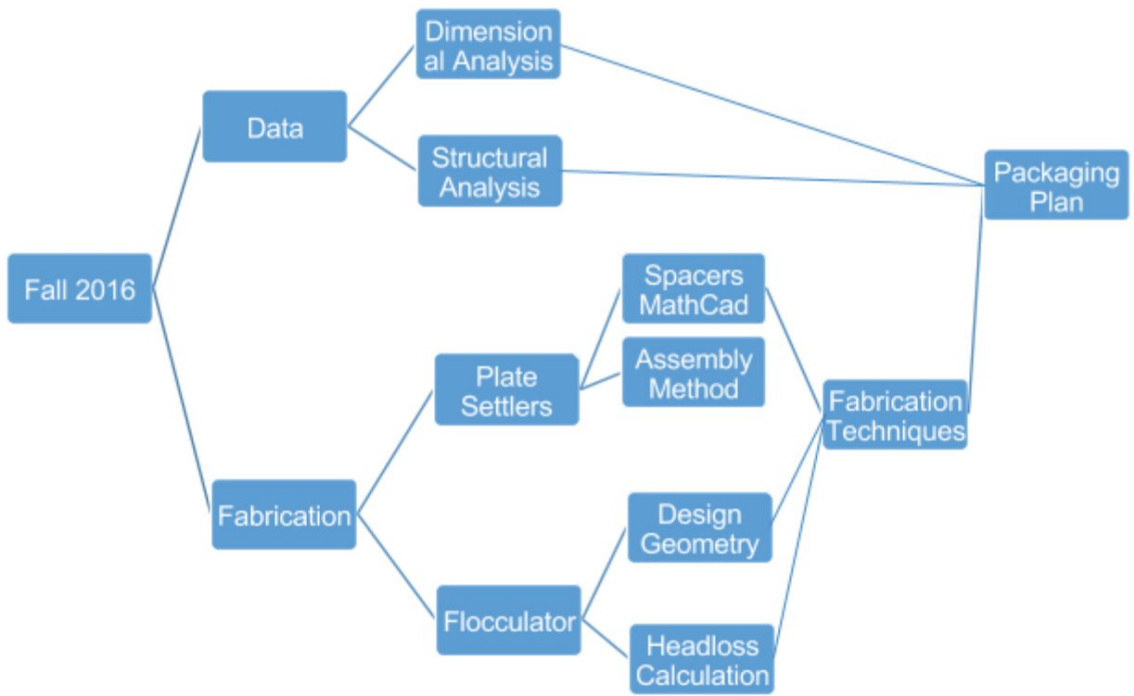 Dimension
al Analysis
Data
Structural
Analysis
Packaging
Plan
Fall 2016
Spacers
MathCad
Plate
Settlers
Assembly
Method
Fabrication
Techniques
Fabrication
Design
Geometry
Flocculator
Headloss
Calculation